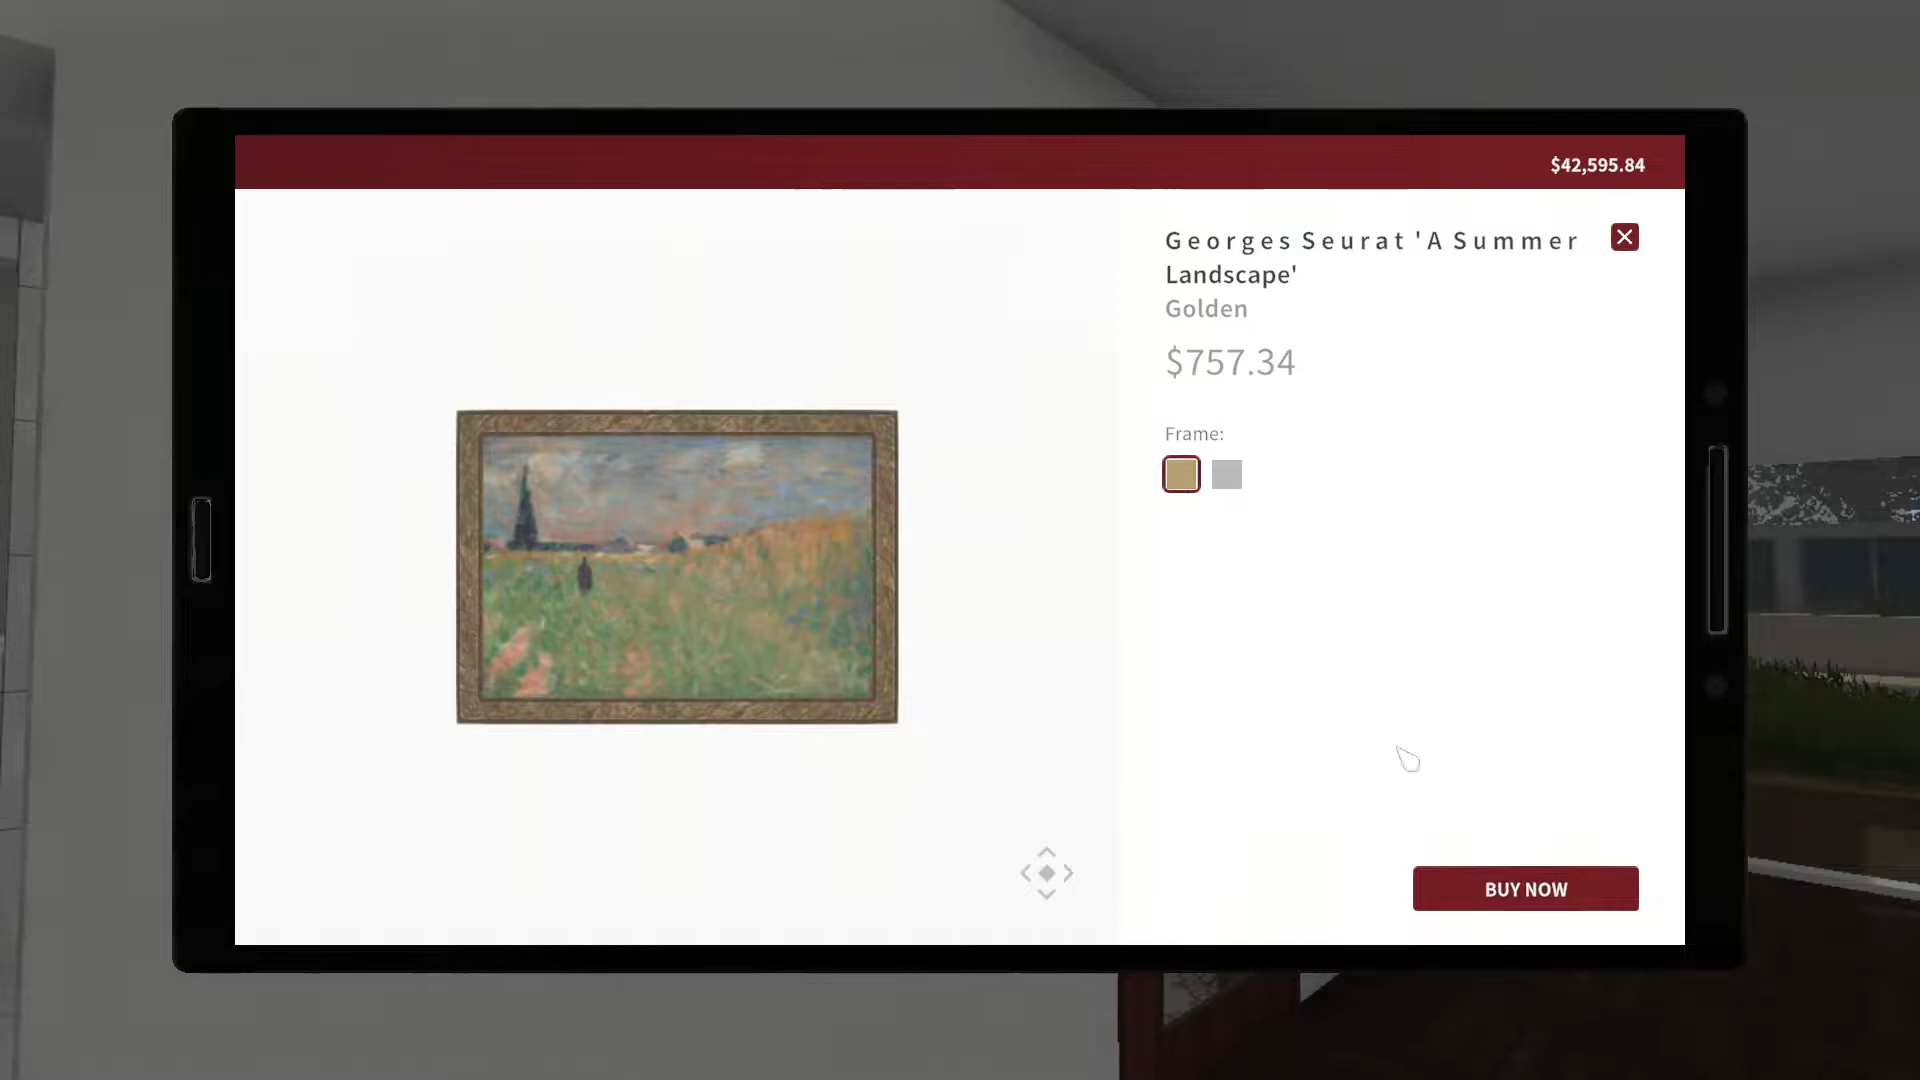 $42,595.84
Georges Seurat 'A Summer
Landscape'
Golden
$757.34
Frame:
BUY NOW